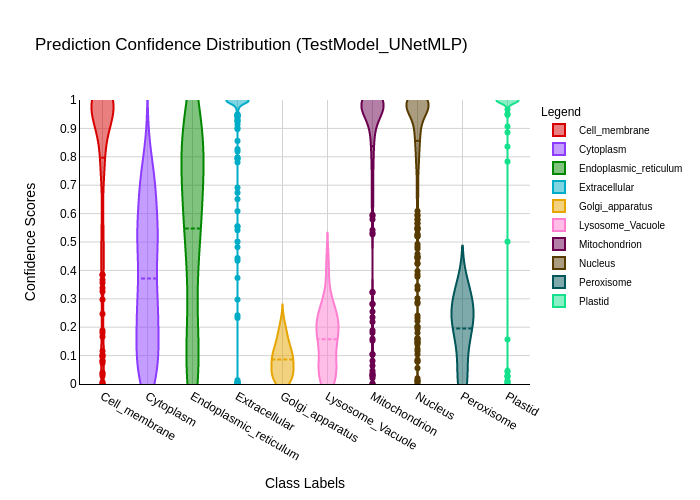 Prediction Confidence Distribution (TestModel_UNetMLP)
Legend
Cell_membrane
Cytoplasm
Endoplasmic_reticulum
Extracellular
Golgi_apparatus
Lysosome_Vacuole
Mitochondrion
Nucleus
Peroxisome
Plastid
Confidence Scores
1
0.9
0.8
0.7
0.6
0.5
0.4
0.3
0.2
0.1
0
Cell_membrane
Cytoplasm
Endoplasmic_reticulum
Extracellular
Golgi_apparatus
Lysosome_Vacuole
Mitochondrion
Nucleus
Peroxisome
Plastid
Class Labels